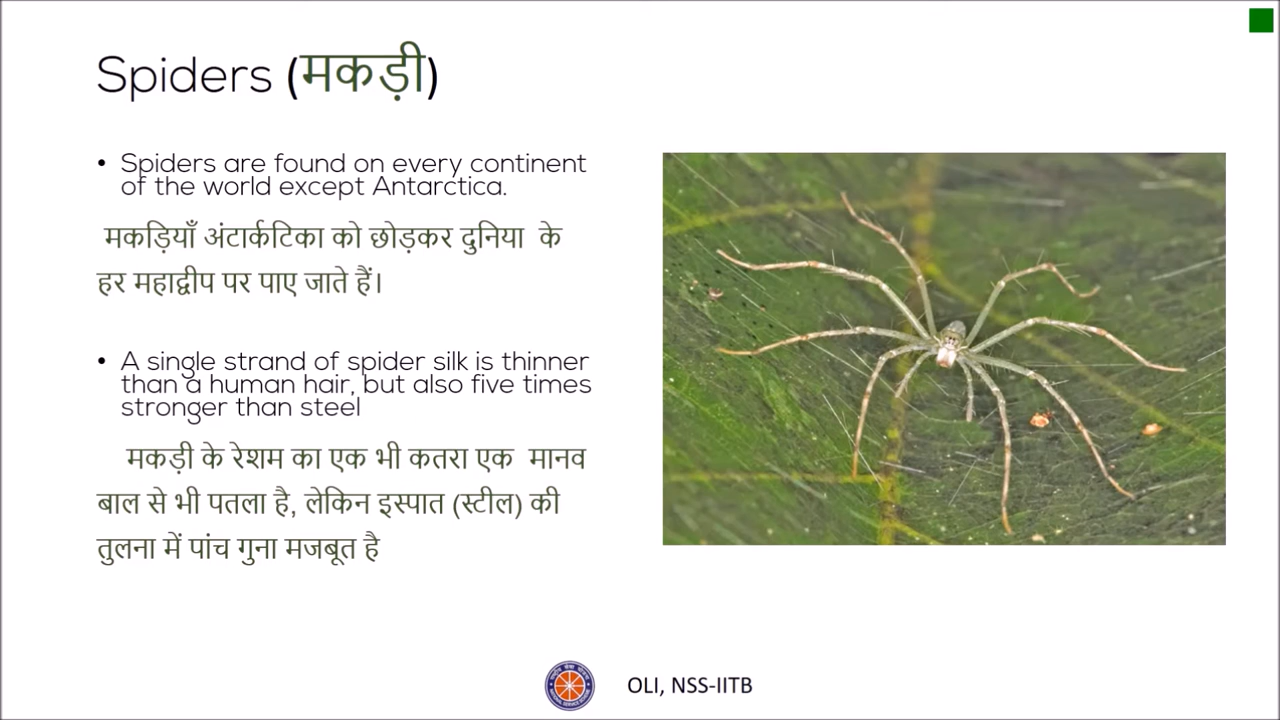 Spiders (मकड़ी)
• Spiders are found on every continent
of the world except Antarctica.
मकड़ियाँ अंटार्कटिका को छोड़कर दुनिया के
हर महाद्वीप पर पाए जाते हैं।
• A single strand of spider silk is thinner
than a human hair, but also five times
stronger than steel
मकड़ी के रेशम का एक भी कतरा एक मानव
बाल से भी पतला है, लेकिन इस्पात (स्टील) की
तुलना में पांच गुना मजबूत है
OLI, NSS-IITB